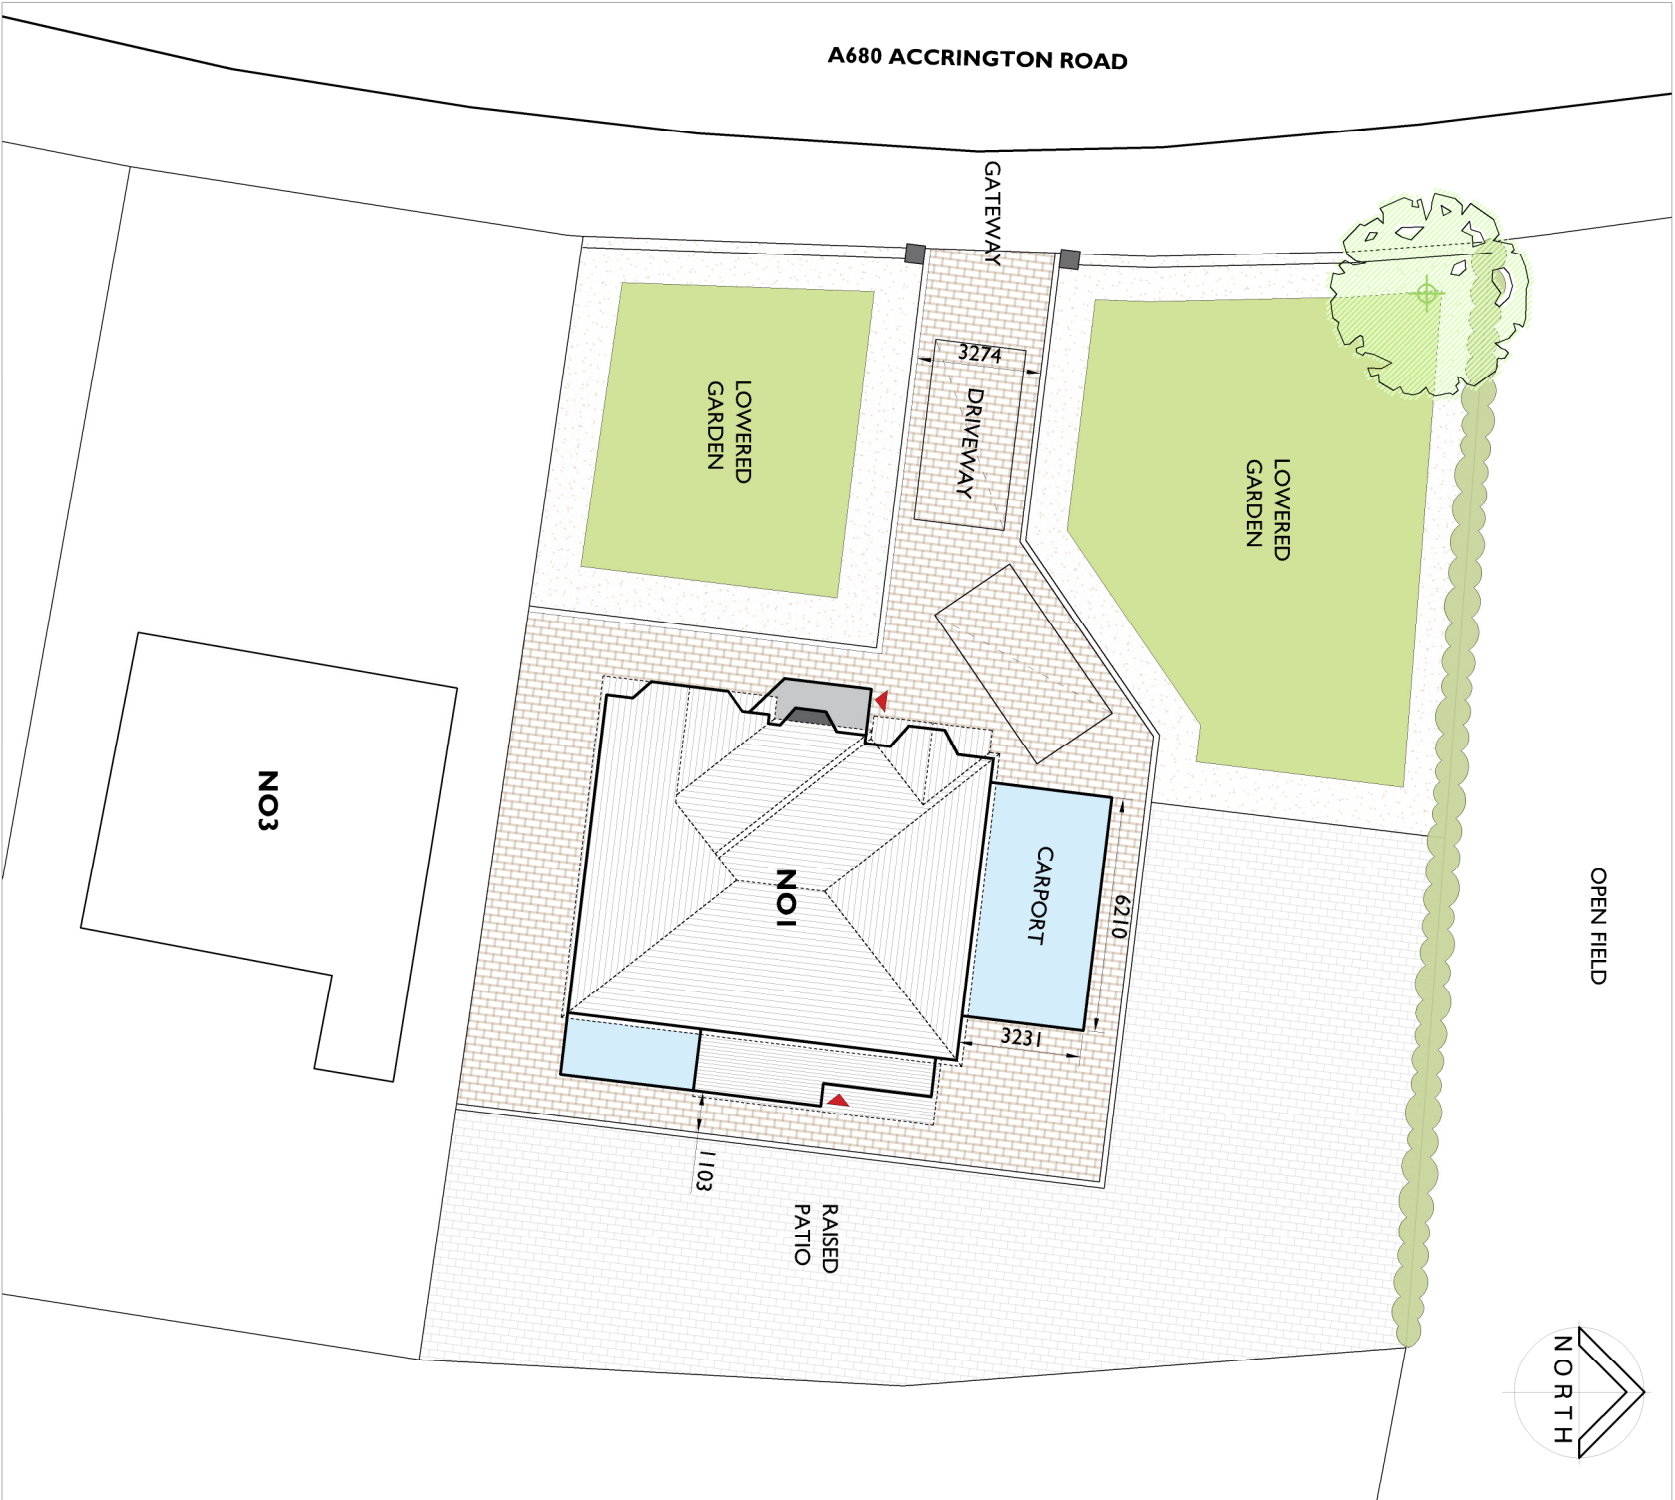 A680 ACCRINGTON ROAD
GATEWAY
3274
DRIVEWAY
LOWERED
GARDEN
LOWERED
GARDEN
NO3
NO1
CARPORT
6210
3231
1103
OPEN FIELD
RAISED
PATIO
NORTH